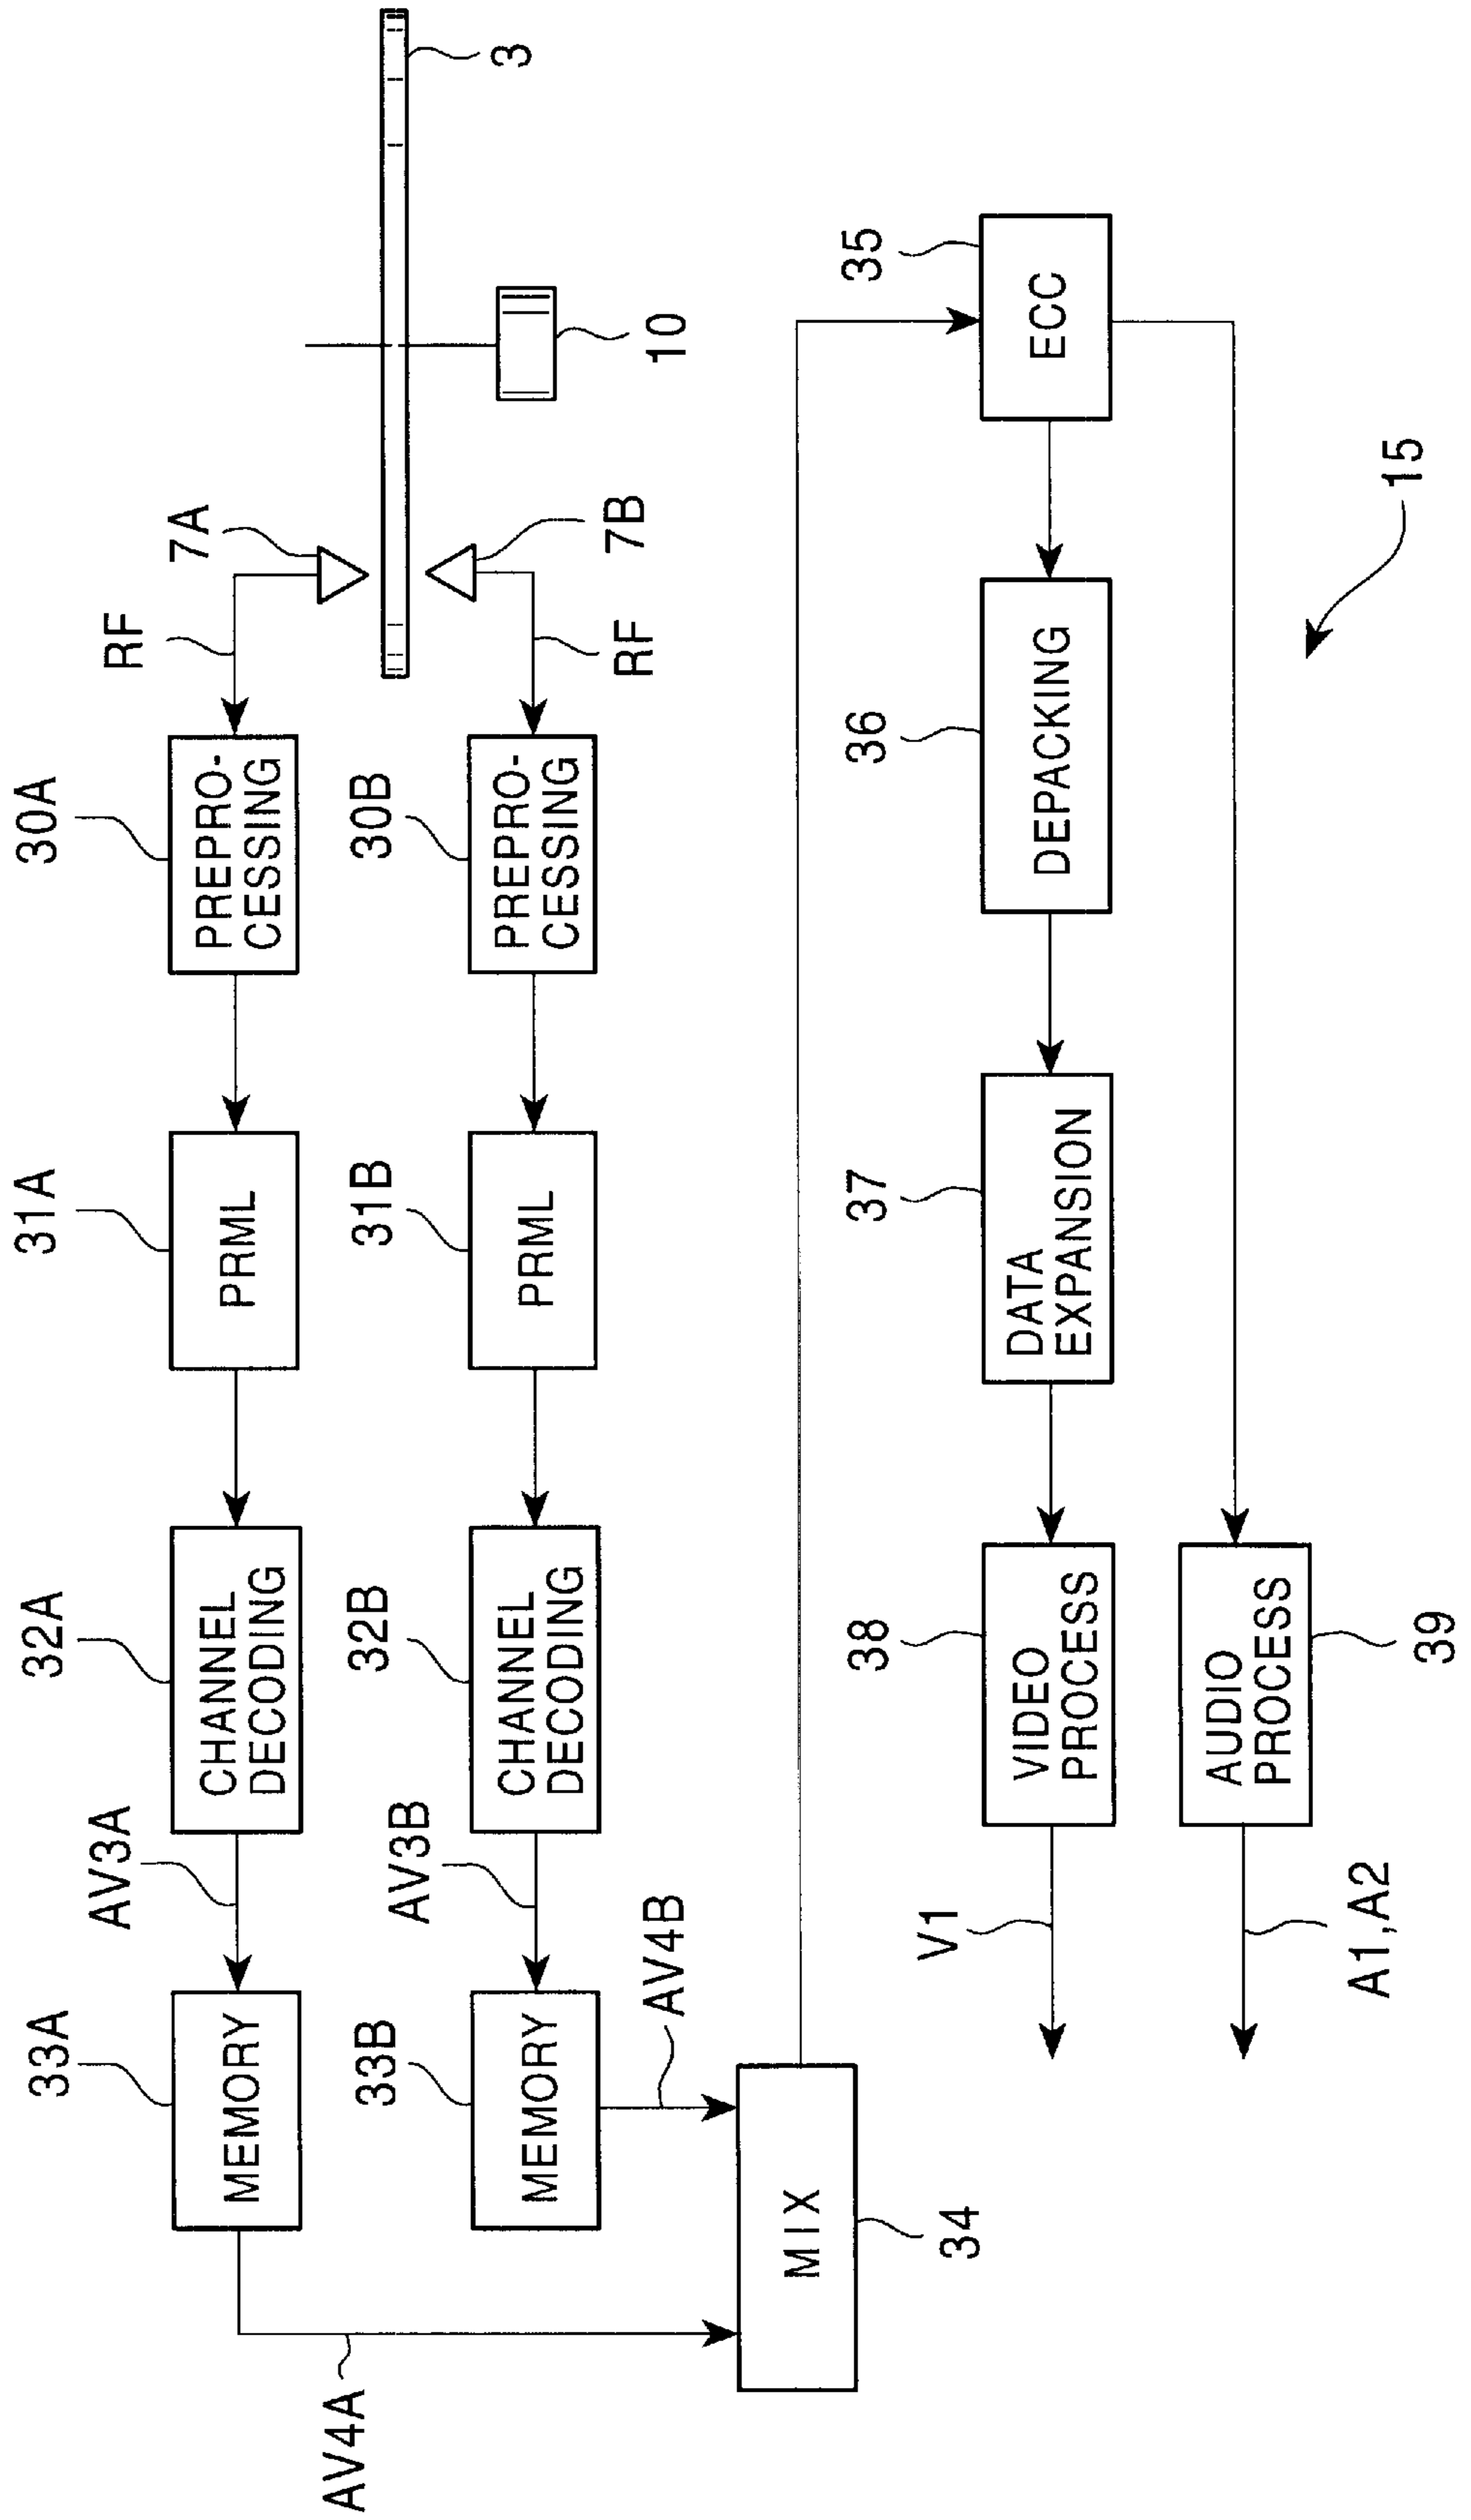 3
10
7A
7B
RF
RF
30A
PREPRO-
CESSING
30B
PREPRO-
CESSING
31A
PRML
31B
PRML
32A
CHANNEL
DECODING
32B
CHANNEL
DECODING
AV3A
AV3B
33A
MEMORY
33B
MEMORY
AV4B
AV4A
MIX
34
35
ECC
15
36
DEPACKING
37
DATA
EXPANSION
38
VIDEO
PROCESS
AUDIO
PROCESS
39
V1
A1,A2